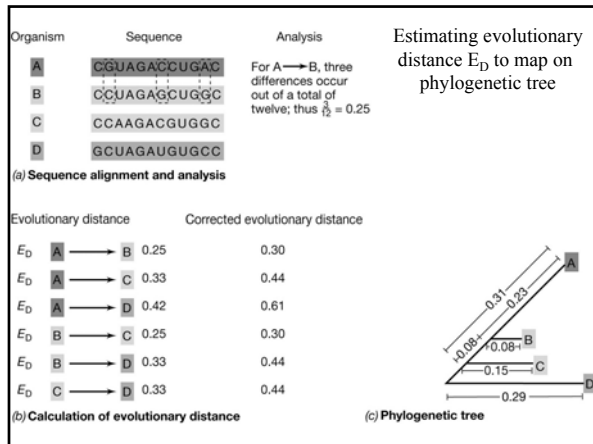 Organism Sequence Analysis
A CGUAGACCUGAC For A → B, three
differences occur
out of a total of
twelve; thus 3/12 = 0.25
B CCUAGAGCUGGC
C CCAAGACGUGGC
D GCUAGAUGUGCC
(a) Sequence alignment and analysis
Estimating evolutionary
distance E_D to map on
phylogenetic tree
Evolutionary distance Corrected evolutionary distance
E_D A → B 0.25 0.30
E_D A → C 0.33 0.44
E_D A → D 0.42 0.61
E_D B → C 0.25 0.30
E_D B → D 0.33 0.44
E_D C → D 0.33 0.44
(b) Calculation of evolutionary distance
A
0.31
0.23
0.08
B
0.08
C
0.15
D
0.29
(c) Phylogenetic tree